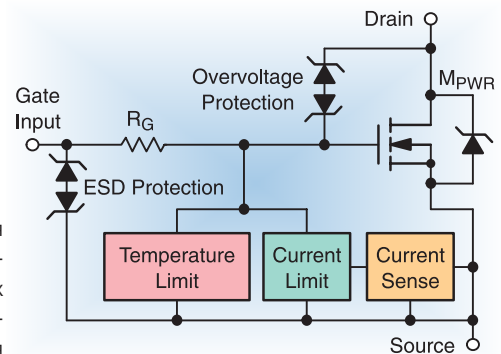 Drain
Overvoltage
Protection
MPWR
Gate
Input
RG
ESD Protection
Temperature
Limit
Current
Limit
Current
Sense
Source